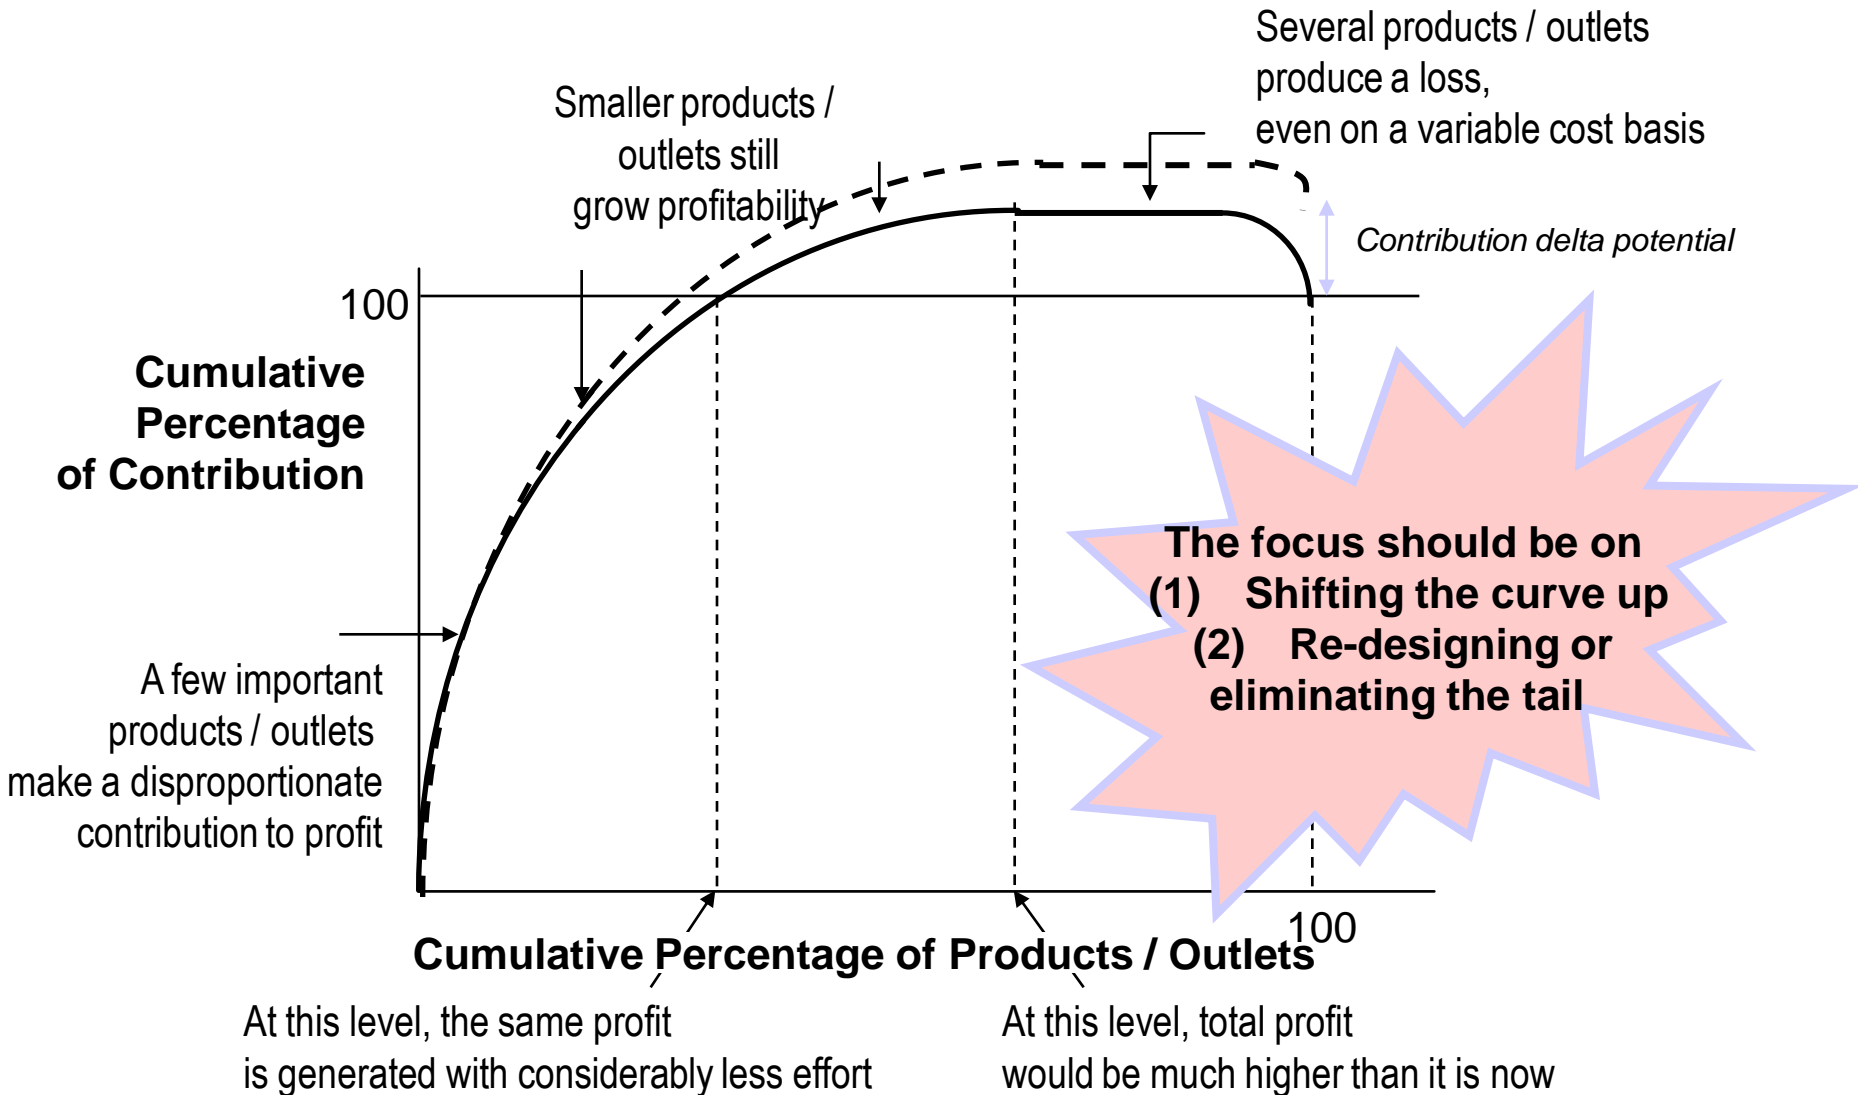 Several products / outlets
produce a loss,
even on a variable cost basis
Smaller products /
outlets still
grow profitability
Contribution delta potential
100
Cumulative
Percentage
of Contribution
The focus should be on
(1) Shifting the curve up
(2) Re-designing or
eliminating the tail
A few important
products / outlets
make a disproportionate
contribution to profit
100
Cumulative Percentage of Products / Outlets
At this level, the same profit
is generated with considerably less effort
At this level, total profit
would be much higher than it is now